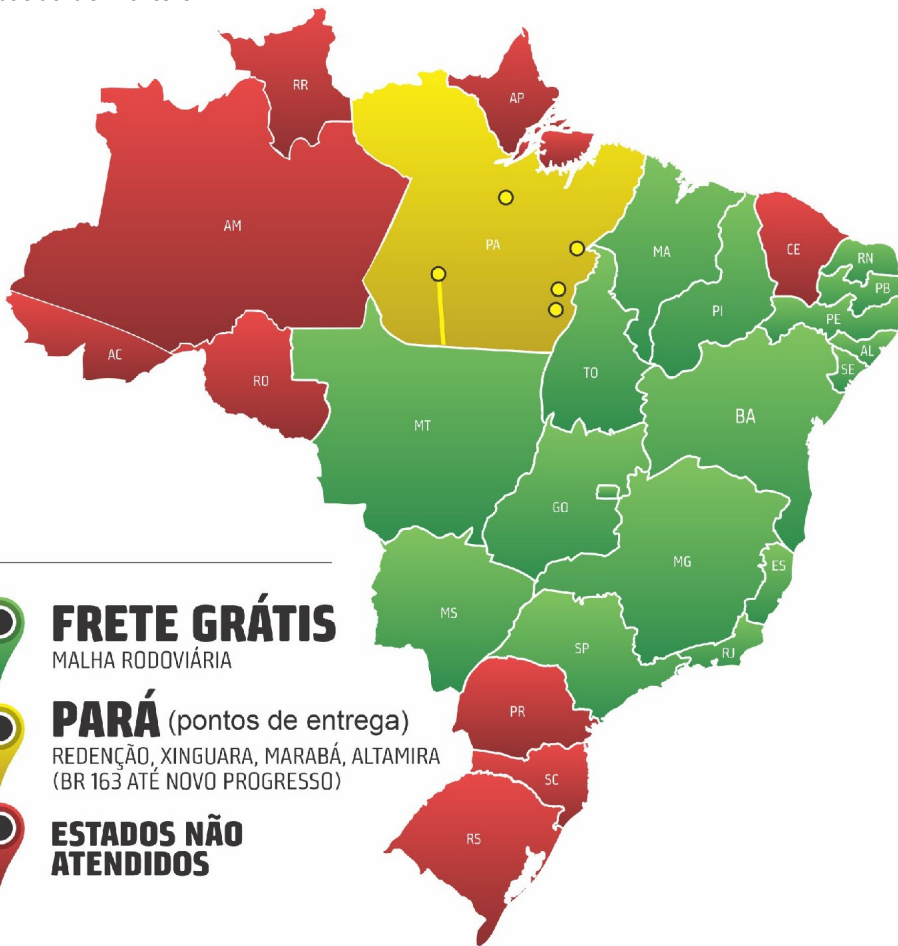 RR
AP
AM
PA
MA
CE
RN
PB
PI
PE
AL
SE
AC
RO
TO
MT
BA
GO
MG
ES
MS
SP
RJ
PR
SC
RS
FRETE GRÁTIS
MALHA RODOVIÁRIA
PARÁ (pontos de entrega)
REDENÇÃO, XINGUARA, MARABÁ, ALTAMIRA
(BR 163 ATÉ NOVO PROGRESSO)
ESTADOS NÃO
ATENDIDOS